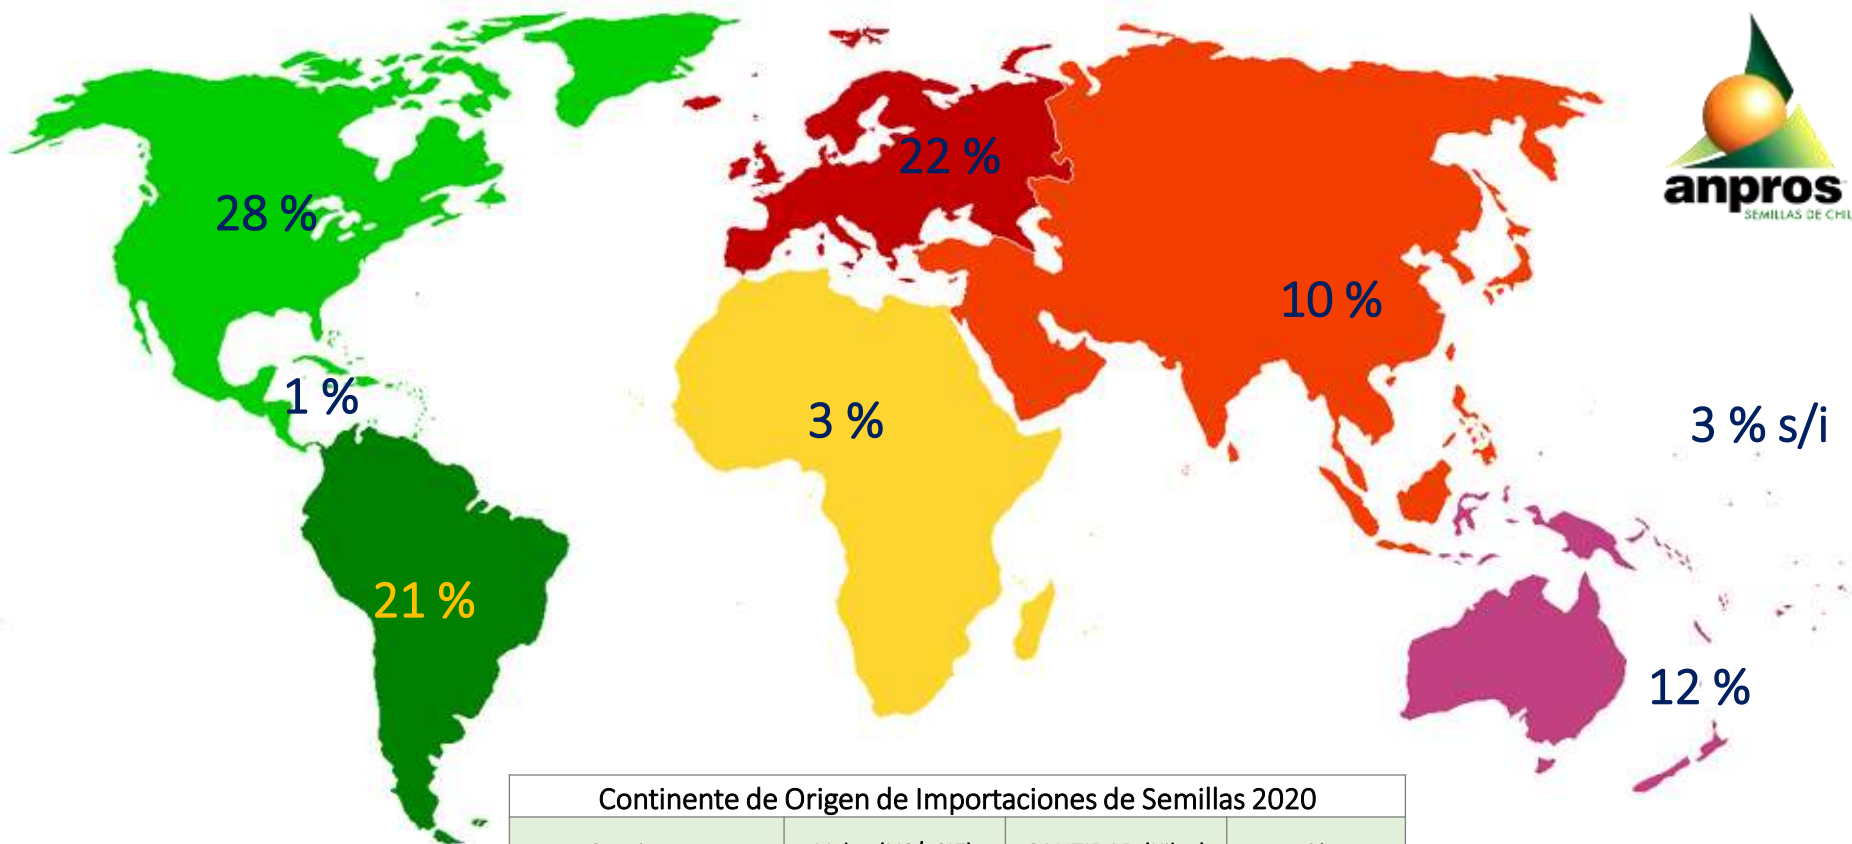 anpros
SEMILLAS DE CHIL
22 %
28 %
10 %
1 %
3 %
3 % s/i
21 %
12 %
Continente de Origen de Importaciones de Semillas 2020